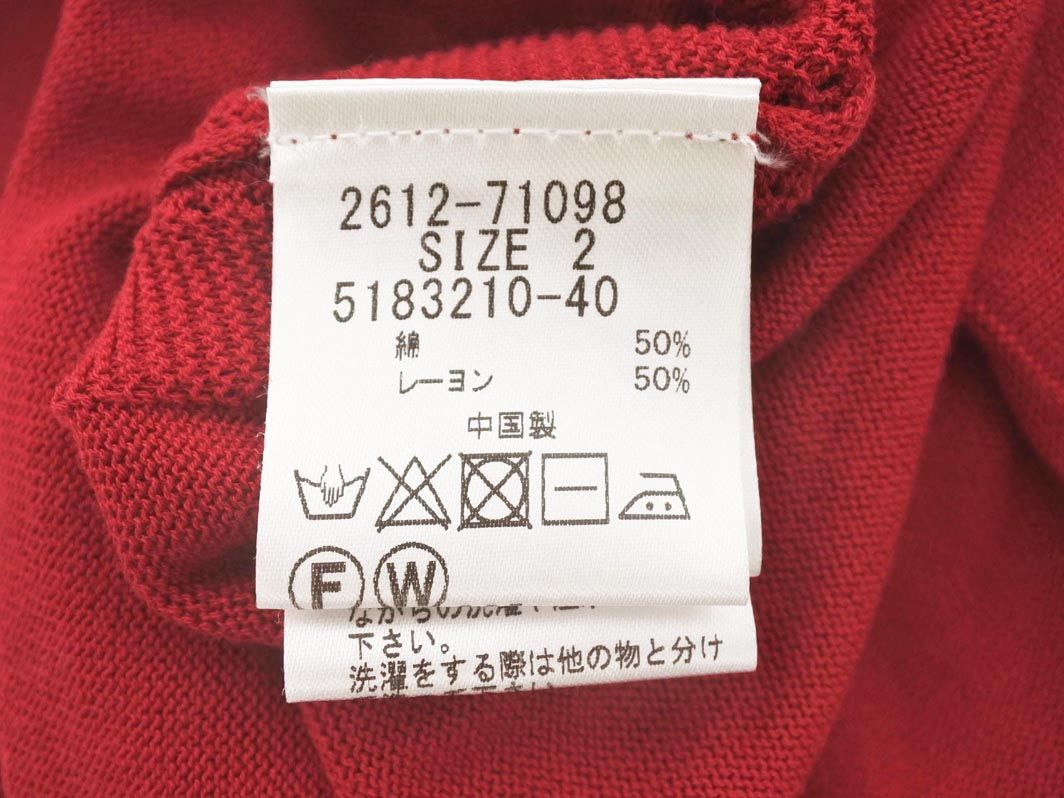 2612-71098
SIZE 2
5183210-40
綿 50%
レーヨン 50%
中国製
F W
下さい。
洗濯をする際は他の物と分け